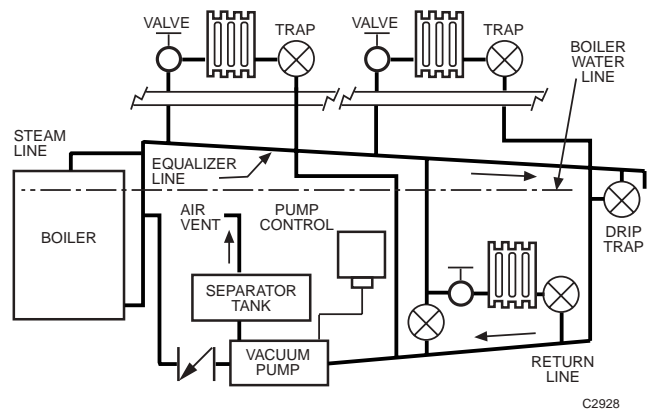 VALVE
TRAP
VALVE
TRAP
BOILER
WATER
LINE
STEAM
LINE
EQUALIZER
LINE
BOILER
AIR
VENT
PUMP
CONTROL
DRIP
TRAP
SEPARATOR
TANK
VACUUM
PUMP
RETURN
LINE
C2928